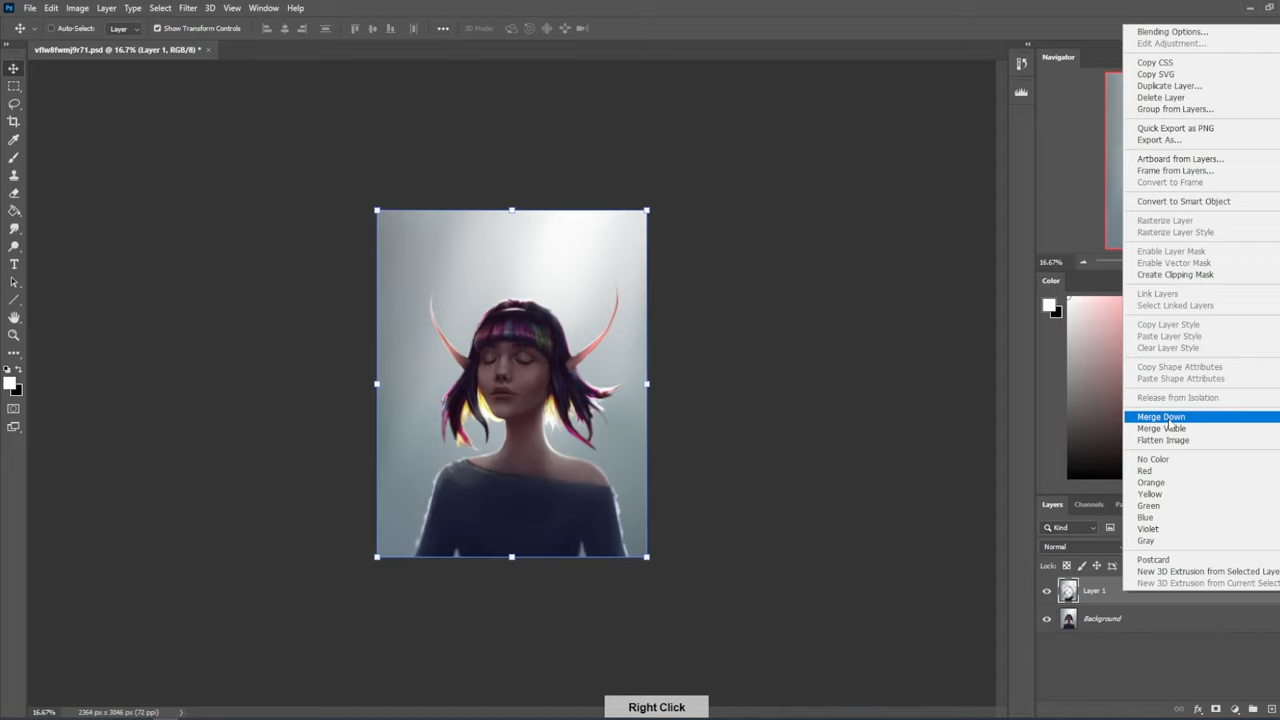 Ps File Edit Image Layer Type Select Filter 3D View Window Help
Auto-Select: Layer Show Transform Controls 3D Mode:
vflw8fwmj9r71.psd @ 16.7% (Layer 1, RGB/8) *
Navigator
16.67%
Color
Layers Channels
Kind
Normal
Lock:
Layer 1
Background
Blending Options...
Edit Adjustment...
Copy CSS
Copy SVG
Duplicate Layer...
Delete Layer
Group from Layers...
Quick Export as PNG
Export As...
Artboard from Layers...
Frame from Layers...
Convert to Frame
Convert to Smart Object
Rasterize Layer
Rasterize Layer Style
Enable Layer Mask
Enable Vector Mask
Create Clipping Mask
Link Layers
Select Linked Layers
Copy Layer Style
Paste Layer Style
Clear Layer Style
Copy Shape Attributes
Paste Shape Attributes
Release from Isolation
Merge Down
Merge Visible
Flatten Image
No Color
Red
Orange
Yellow
Green
Blue
Violet
Gray
Postcard
New 3D Extrusion from Selected Laye
New 3D Extrusion from Current Select
16.67% 2364 px x 3046 px (72 ppi)
Right Click